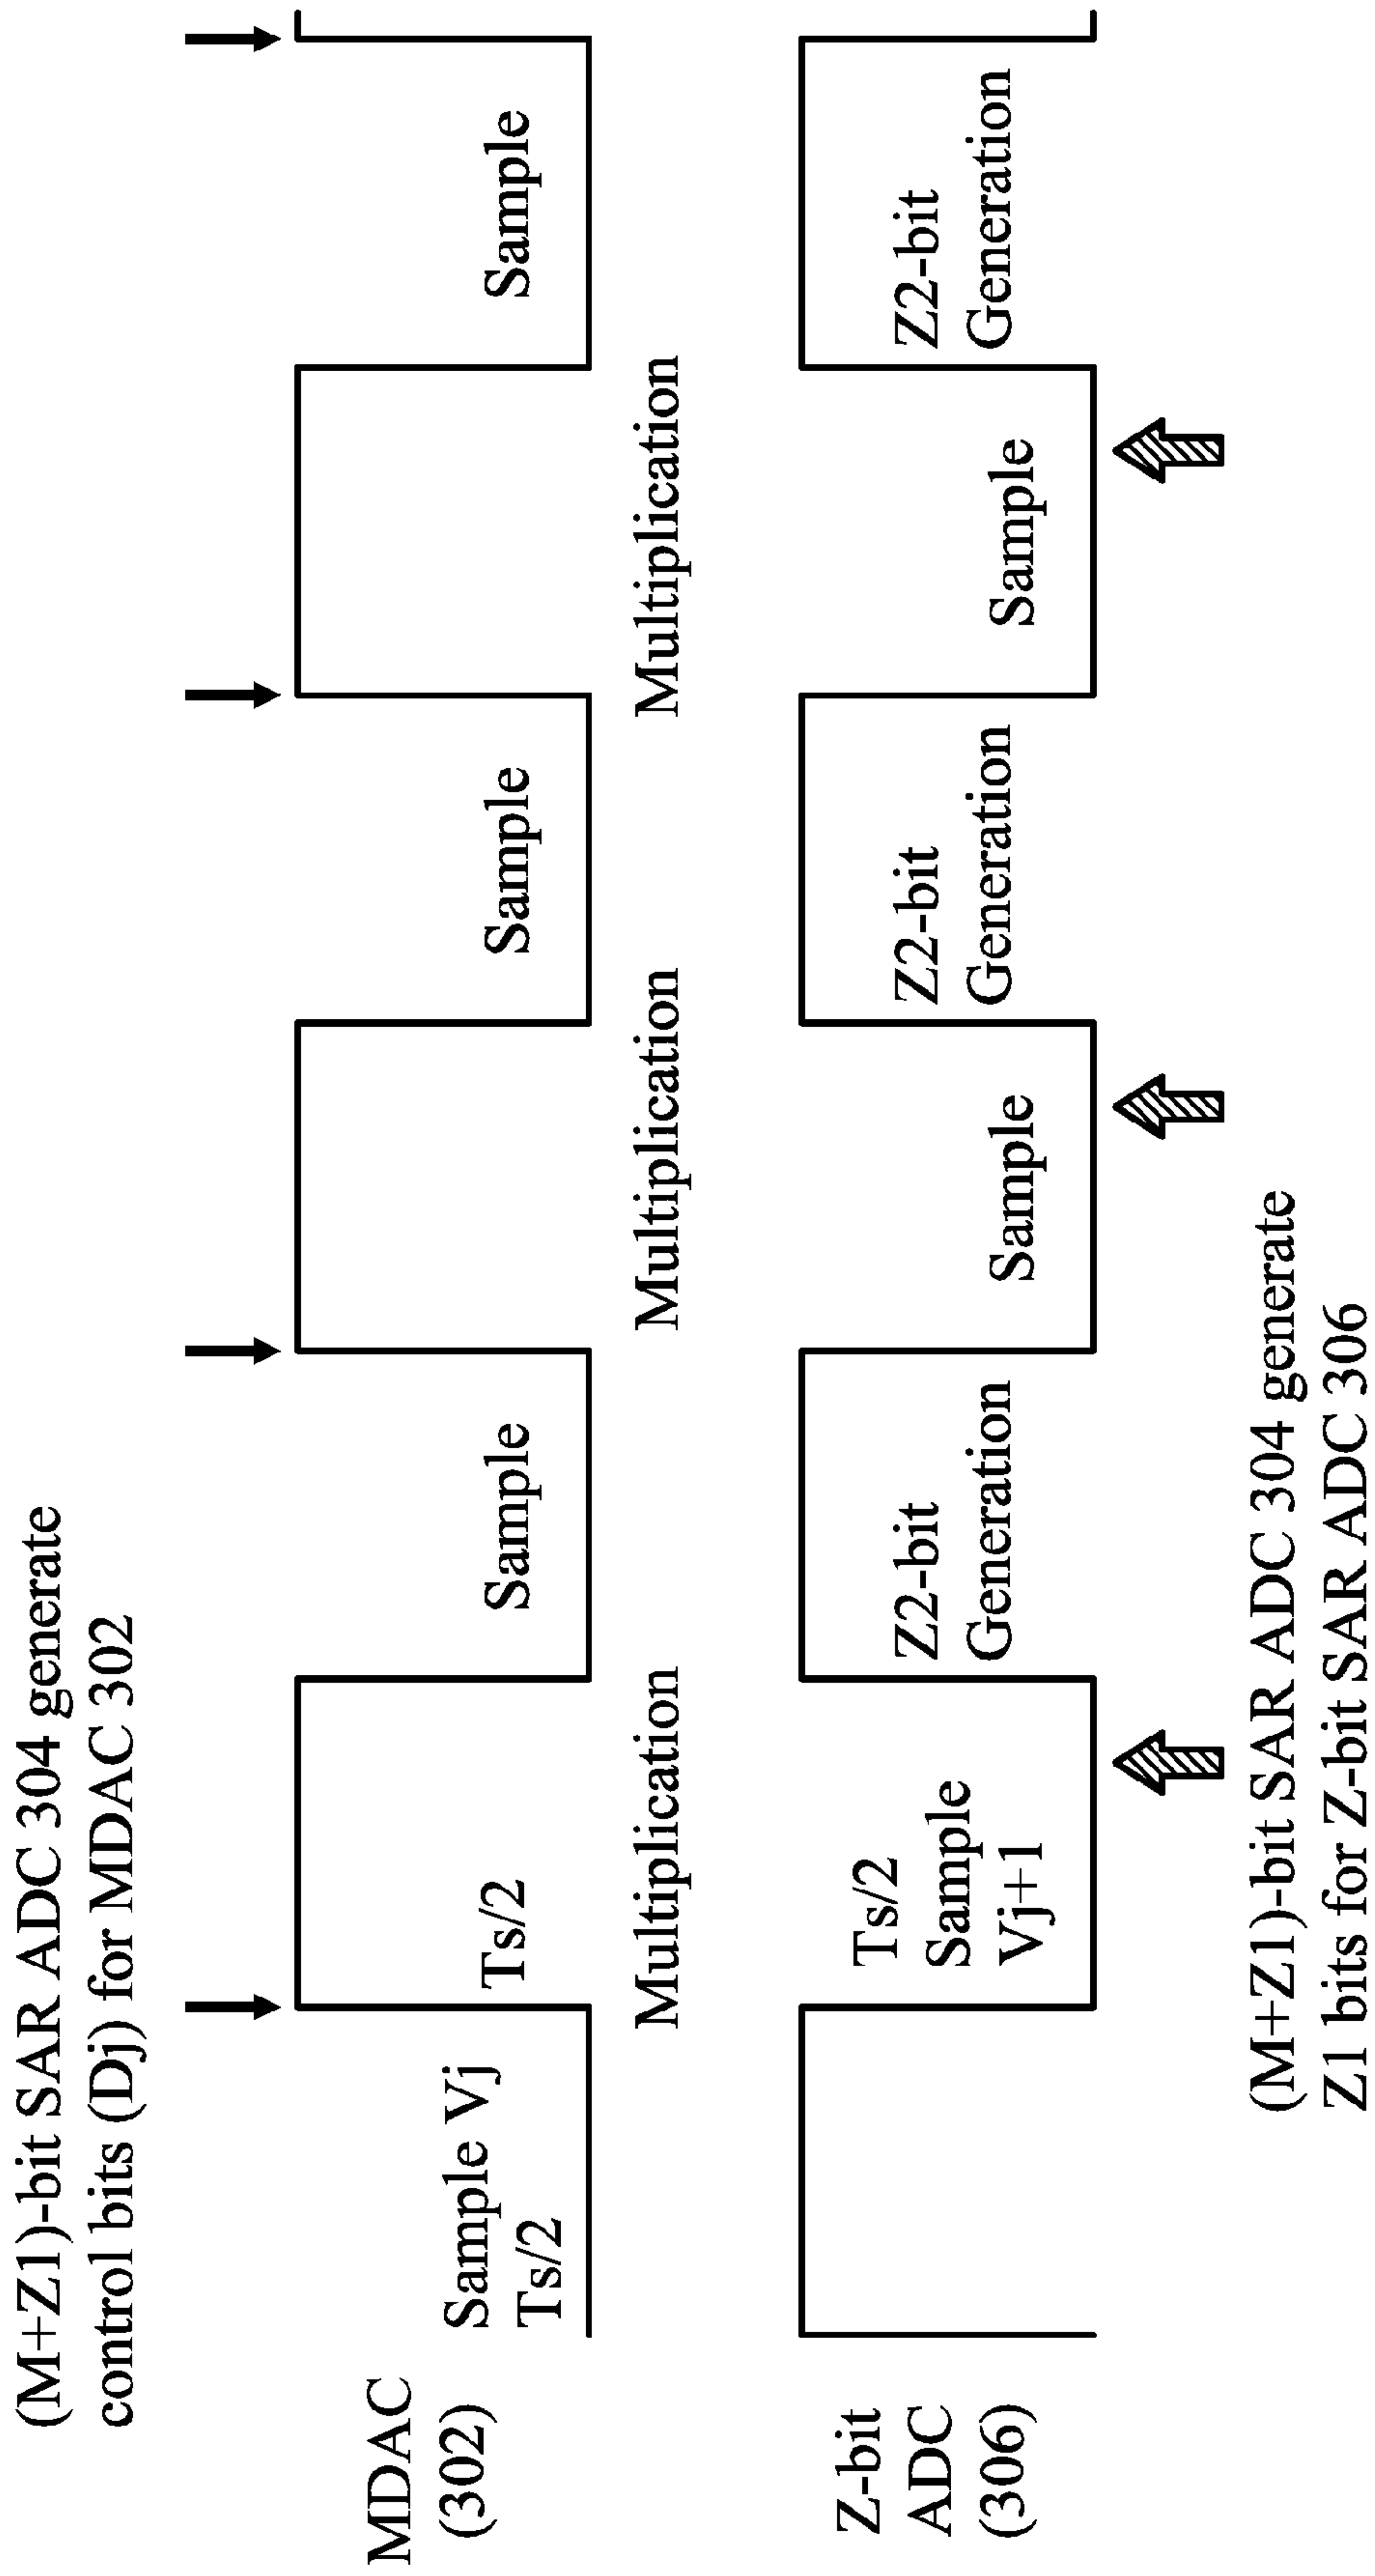 (M+Z1)-bit SAR ADC 304 generate
control bits (Dj) for MDAC 302
MDAC
(302)
Sample Vj
Ts/2
Ts/2
Sample
Sample
Sample
Multiplication
Multiplication
Multiplication
Z-bit
ADC
(306)
Ts/2
Sample
Vj+1
Z2-bit
Generation
Sample
Z2-bit
Generation
Sample
Z2-bit
Generation
(M+Z1)-bit SAR ADC 304 generate
Z1 bits for Z-bit SAR ADC 306